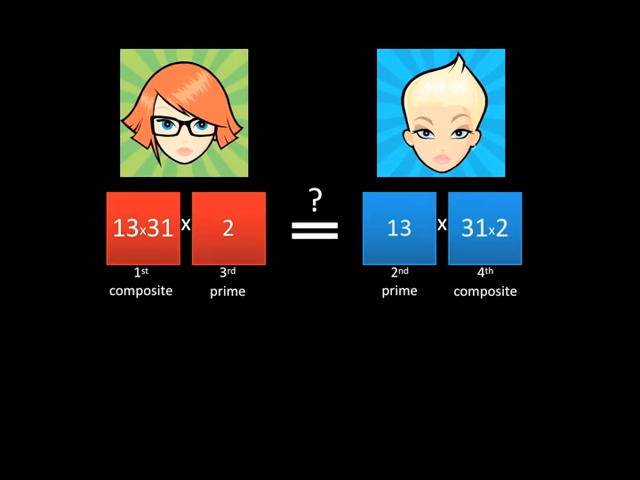 ?
13x31 x 2 = 13 x 31x2
1st composite
3rd prime
2nd prime
4th composite